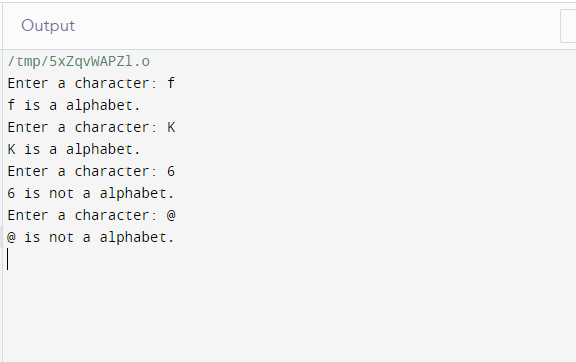 Output
/tmp/5xZqvWAPZl.o
Enter a character: f
f is a alphabet.
Enter a character: K
K is a alphabet.
Enter a character: 6
6 is not a alphabet.
Enter a character: @
@ is not a alphabet.